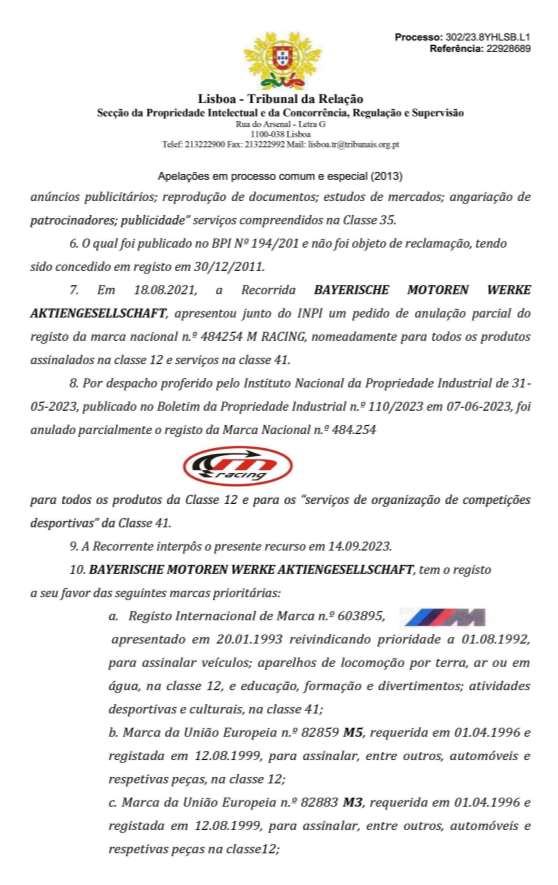 Processo: 302/23.8YHLSB.L1
Referência: 22928689
Lisboa - Tribunal da Relação
Secção da Propriedade Intelectual e da Concorrência, Regulação e Supervisão
Rua do Arsenal - Letra G
1100-038 Lisboa
Telef: 213222900 Fax: 213222992 Mail: lisboa.tr@tribunais.org.pt
Apelações em processo comum e especial (2013)
anúncios publicitários; reprodução de documentos; estudos de mercados; angariação de
patrocinadores; publicidade” serviços compreendidos na Classe 35.
6. O qual foi publicado no BPI Nº 194/201 e não foi objeto de reclamação, tendo
sido concedido em registo em 30/12/2011.
7. Em 18.08.2021, a Recorrida BAYERISCHE MOTOREN WERKE
AKTIENGESELLSCHAFT, apresentou junto do INPI um pedido de anulação parcial do
registo da marca nacional n.º 484254 M RACING, nomeadamente para todos os produtos
assinalados na classe 12 e serviços na classe 41.
8. Por despacho proferido pelo Instituto Nacional da Propriedade Industrial de 31-
05-2023, publicado no Boletim da Propriedade Industrial n.º 110/2023 em 07-06-2023, foi
anulado parcialmente o registo da Marca Nacional n.º 484.254
m
racing
para todos os produtos da Classe 12 e para os “serviços de organização de competições
desportivas” da Classe 41.
9. A Recorrente interpôs o presente recurso em 14.09.2023.
10. BAYERISCHE MOTOREN WERKE AKTIENGESELLSCHAFT, tem o registo
a seu favor das seguintes marcas prioritárias:
a. Registo Internacional de Marca n.º 603895, M
apresentado em 20.01.1993 reivindicando prioridade a 01.08.1992,
para assinalar veículos; aparelhos de locomoção por terra, ar ou em
água, na classe 12, e educação, formação e divertimentos; atividades
desportivas e culturais, na classe 41;
b. Marca da União Europeia n.º 82859 M5, requerida em 01.04.1996 e
registada em 12.08.1999, para assinalar, entre outros, automóveis e
respetivas peças, na classe 12;
c. Marca da União Europeia n.º 82883 M3, requerida em 01.04.1996 e
registada em 12.08.1999, para assinalar, entre outros, automóveis e
respetivas peças na classe12;